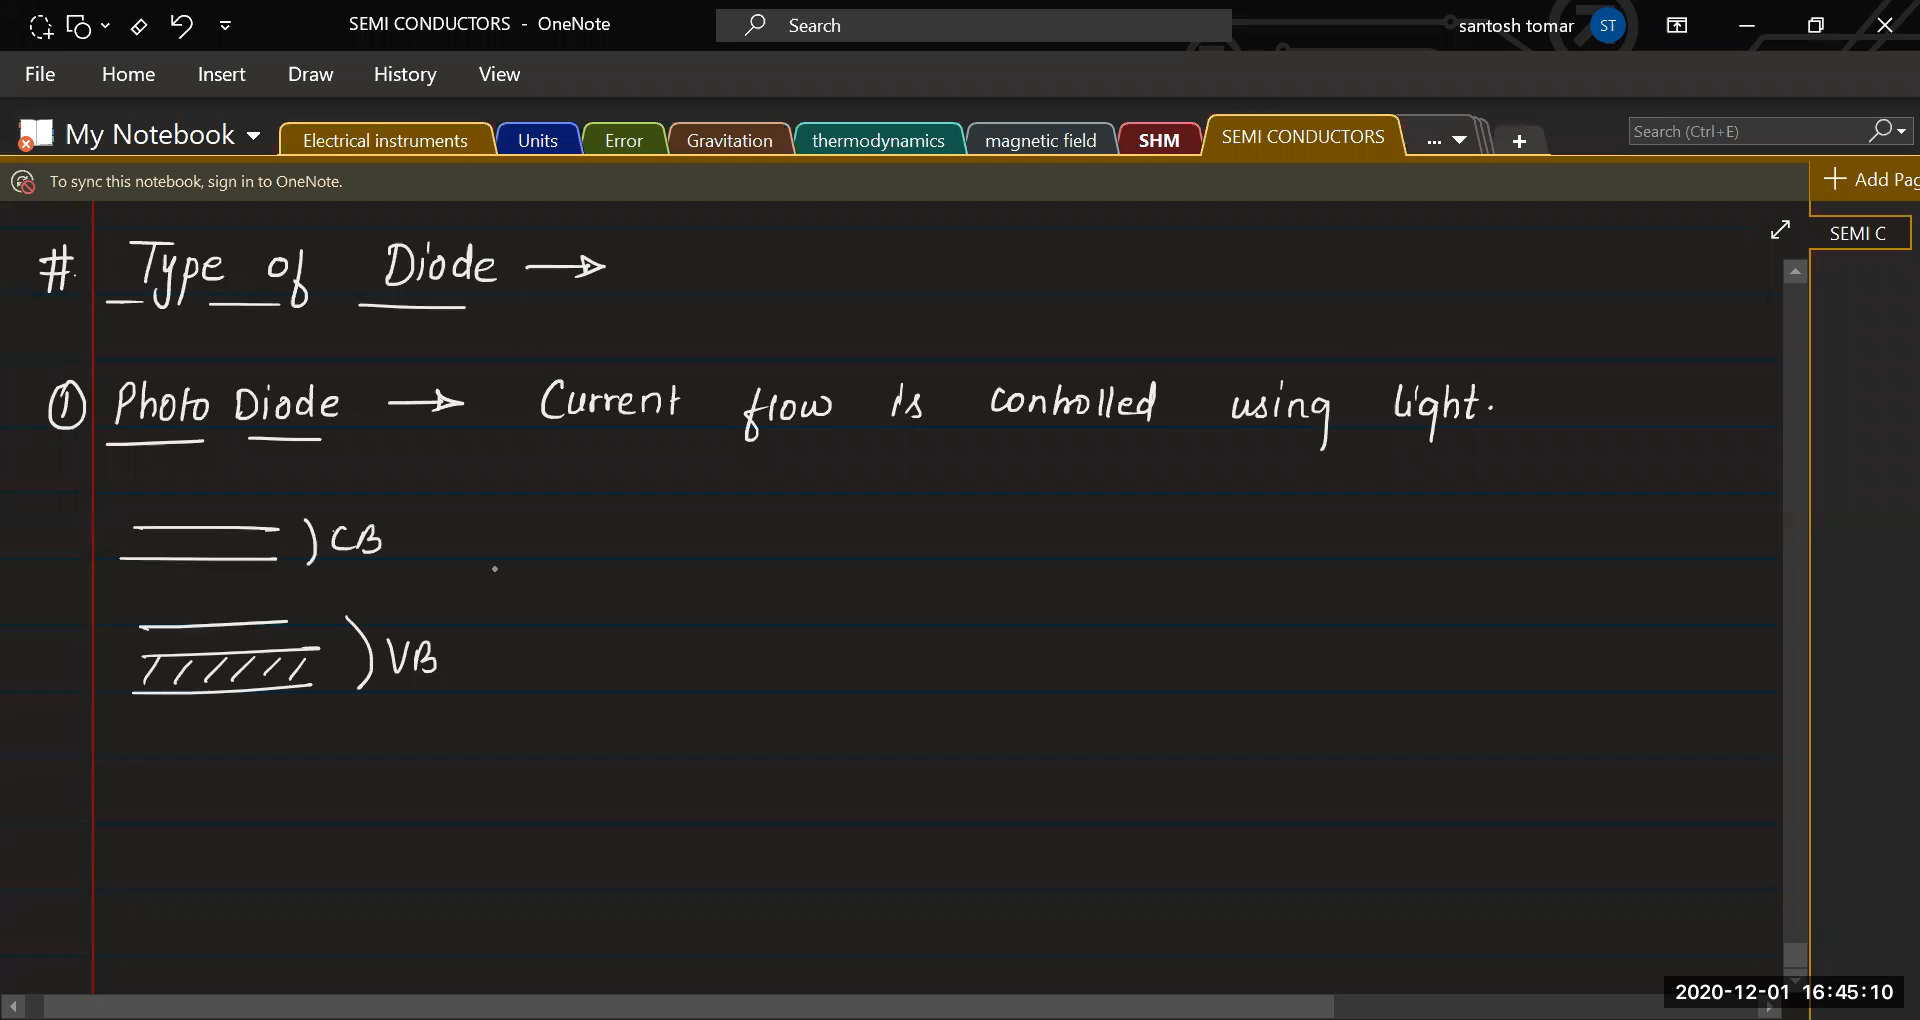 SEMI CONDUCTORS - OneNote
Search
santosh tomar
ST
File Home Insert Draw History View
My Notebook
Electrical instruments Units Error Gravitation thermodynamics magnetic field SHM SEMI CONDUCTORS ... +
Search (Ctrl+E)
To sync this notebook, sign in to OneNote.
+ Add Pag
SEMI C
# Type of Diode →
① Photo Diode → Current flow is controlled using light.
) CB
) VB
2020-12-01 16:45:10